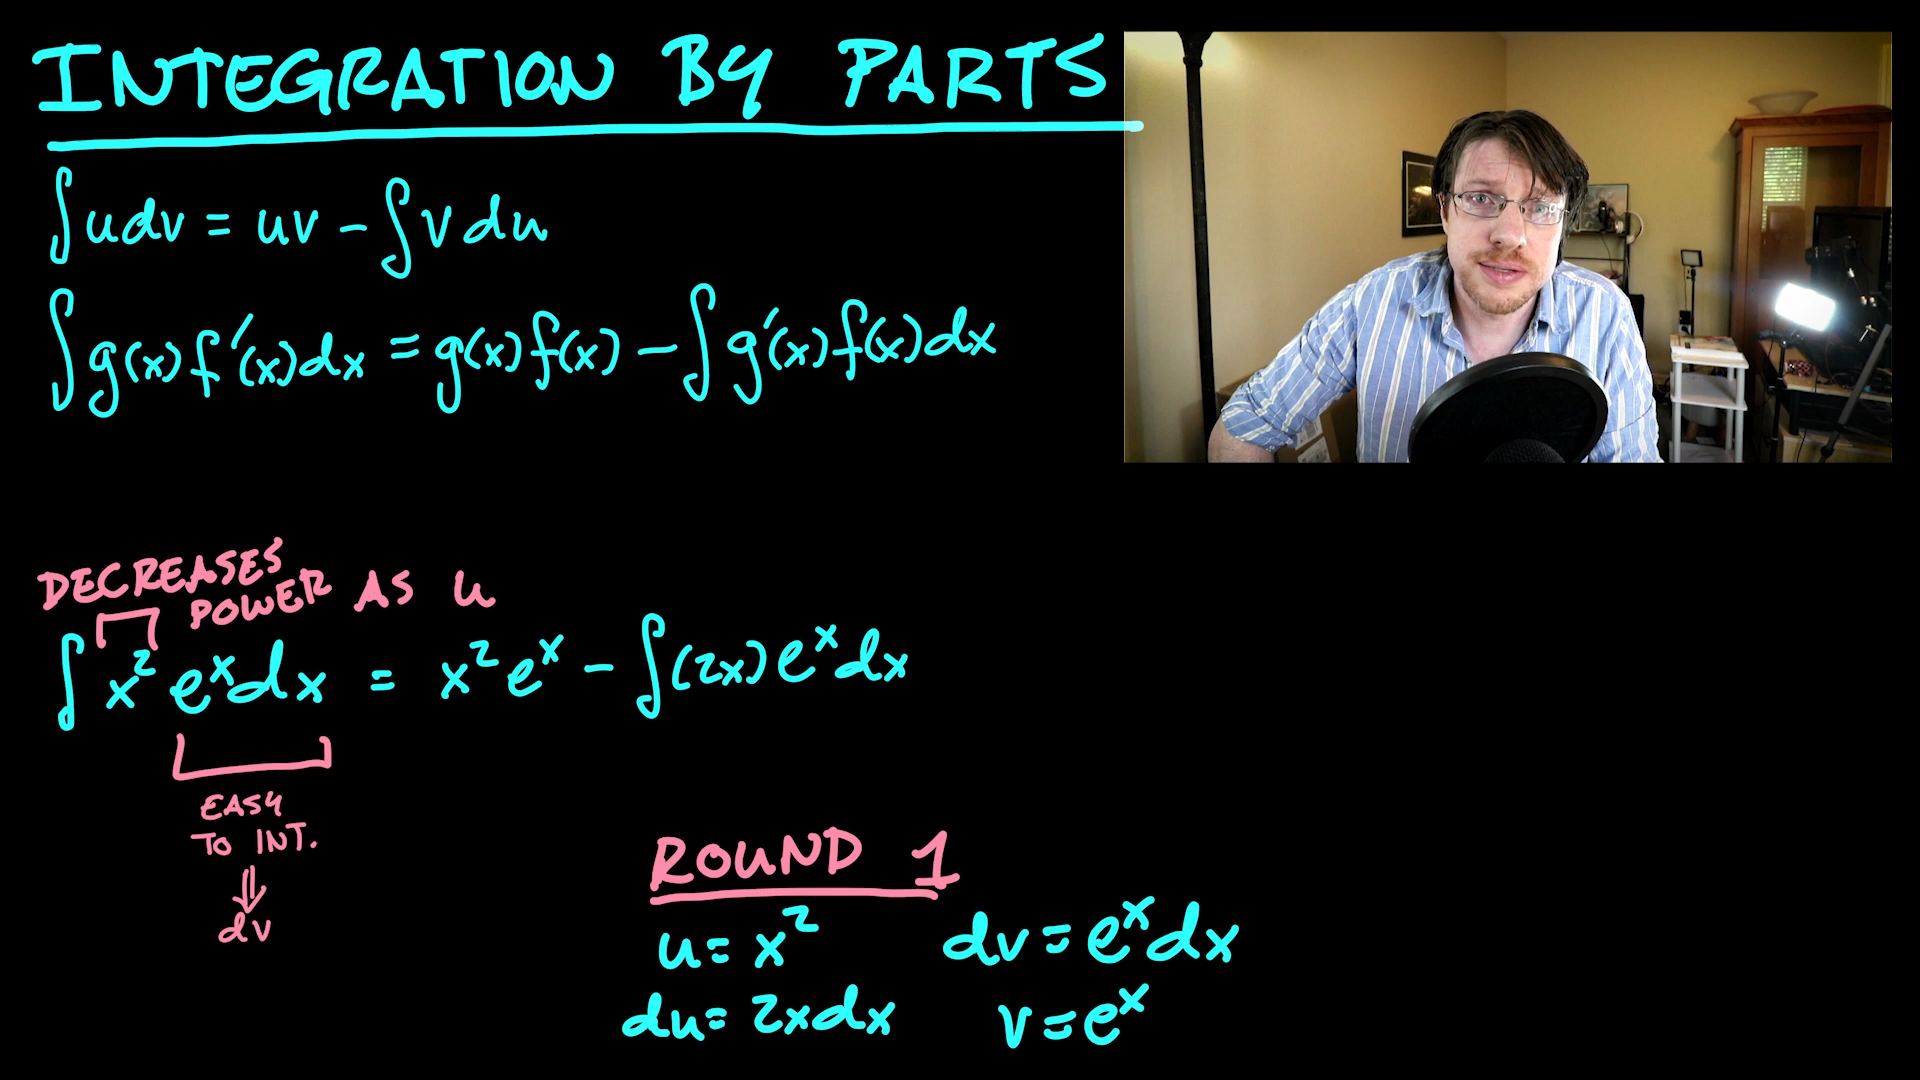 INTEGRATION BY PARTS
∫udv = uv - ∫vdu
∫g(x)f'(x)dx = g(x)f(x) - ∫g'(x)f(x)dx
DECREASES
POWER AS u
∫x²eˣdx = x²eˣ - ∫(2x)eˣdx
EASY
TO INT.
⇓
dv
ROUND 1
u = x² dv = eˣdx
du = 2xdx v = eˣ